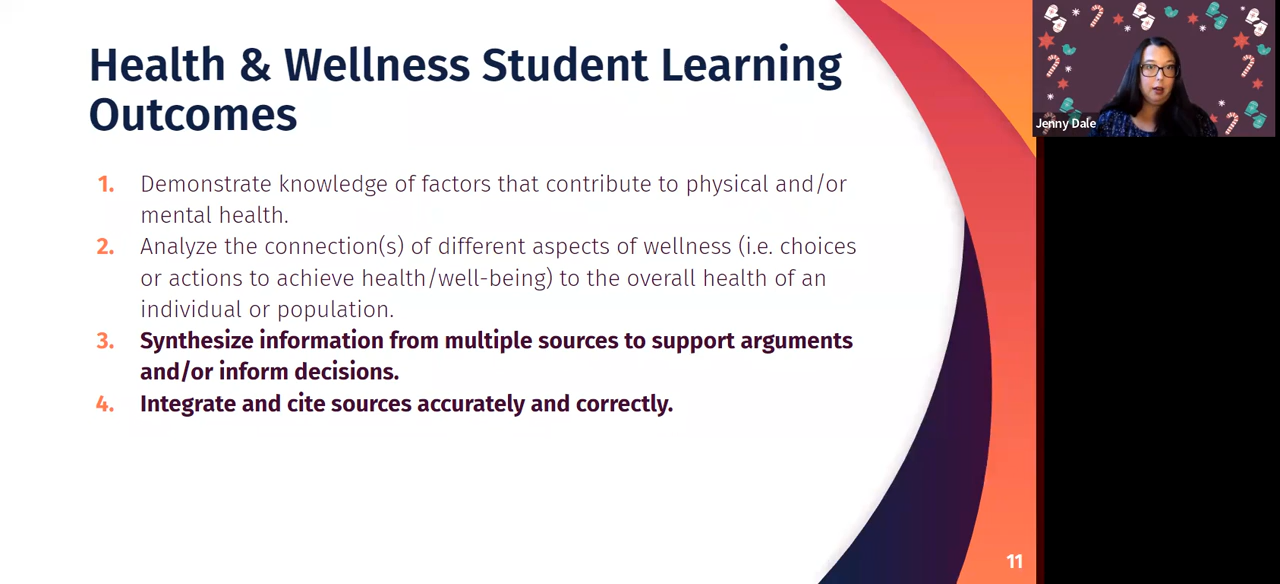 Health & Wellness Student Learning
Outcomes
1. Demonstrate knowledge of factors that contribute to physical and/or
mental health.
2. Analyze the connection(s) of different aspects of wellness (i.e. choices
or actions to achieve health/well-being) to the overall health of an
individual or population.
3. Synthesize information from multiple sources to support arguments
and/or inform decisions.
4. Integrate and cite sources accurately and correctly.
11
Jenny Dale